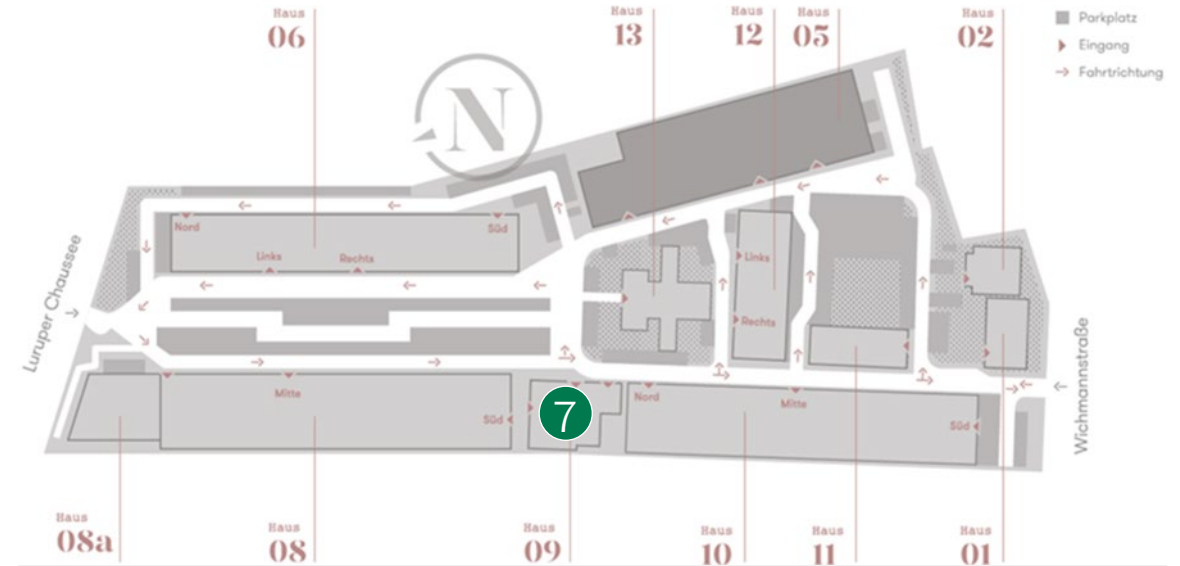 Haus
06
Haus
13
Haus
12
Haus
05
Haus
02
Parkplatz
Eingang
Fahrtrichtung
N
Nord
Süd
Links
Rechts
Links
Rechts
Luruper Chaussee
Wichmannstraße
Mitte
Süd
7
Nord
Mitte
Süd
Haus
08a
Haus
08
Haus
09
Haus
10
Haus
11
Haus
01